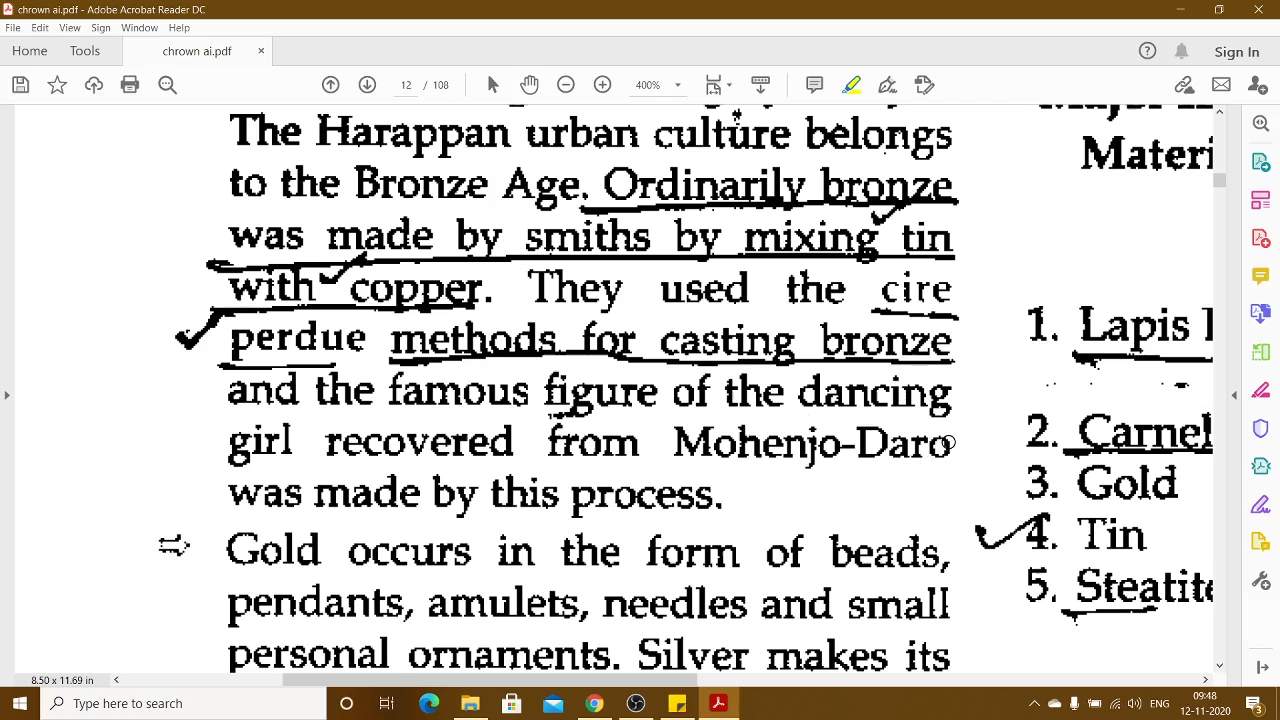 chrown ai.pdf - Adobe Acrobat Reader DC
File Edit View Sign Window Help
Home Tools chrown ai.pdf × Sign In
12 / 108 400%
The Harappan urban culture belongs
to the Bronze Age. Ordinarily bronze
was made by smiths by mixing tin
with copper. They used the cire
perdue methods for casting bronze
and the famous figure of the dancing
girl recovered from Mohenjo-Daro
was made by this process.
Gold occurs in the form of beads,
pendants, amulets, needles and small
personal ornaments. Silver makes its
Materi
1. Lapis
2. Carnel
3. Gold
4. Tin
5. Steatite
8.50 x 11.69 in
Type here to search
ENG
09:48
12-11-2020
3